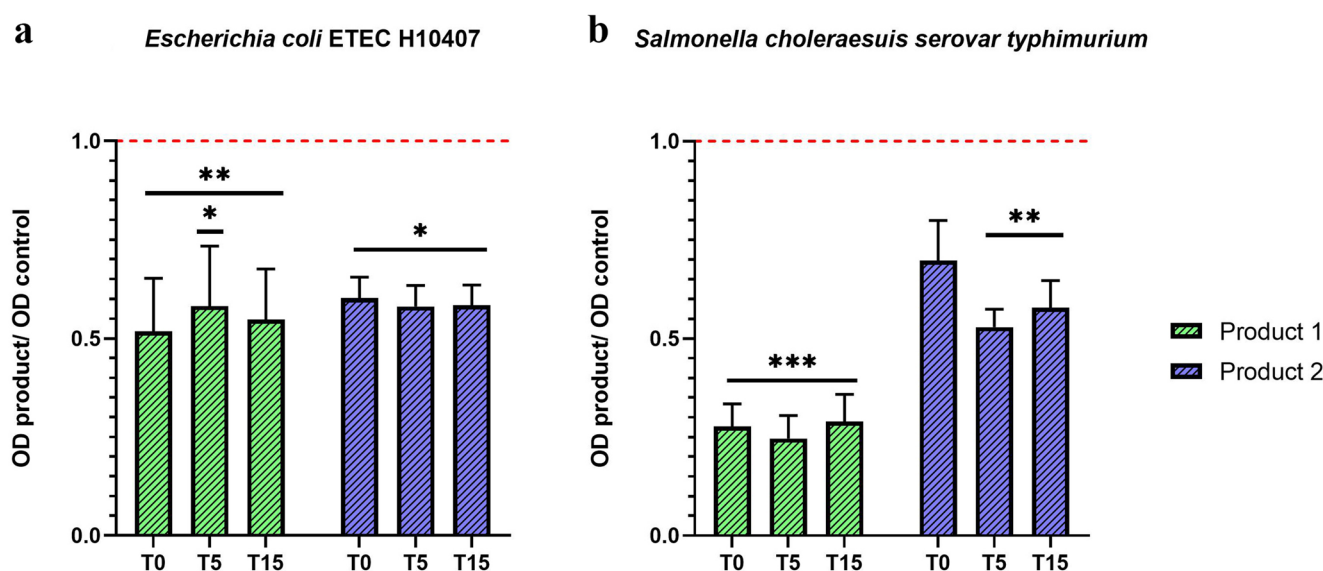 a
Escherichia coli ETEC H10407
OD product/ OD control
1.0
0.5
0.0
**
*
*
T0 T5 T15 T0 T5 T15
b
Salmonella choleraesuis serovar typhimurium
OD product/ OD control
1.0
0.5
0.0
***
**
T0 T5 T15 T0 T5 T15
Product 1
Product 2